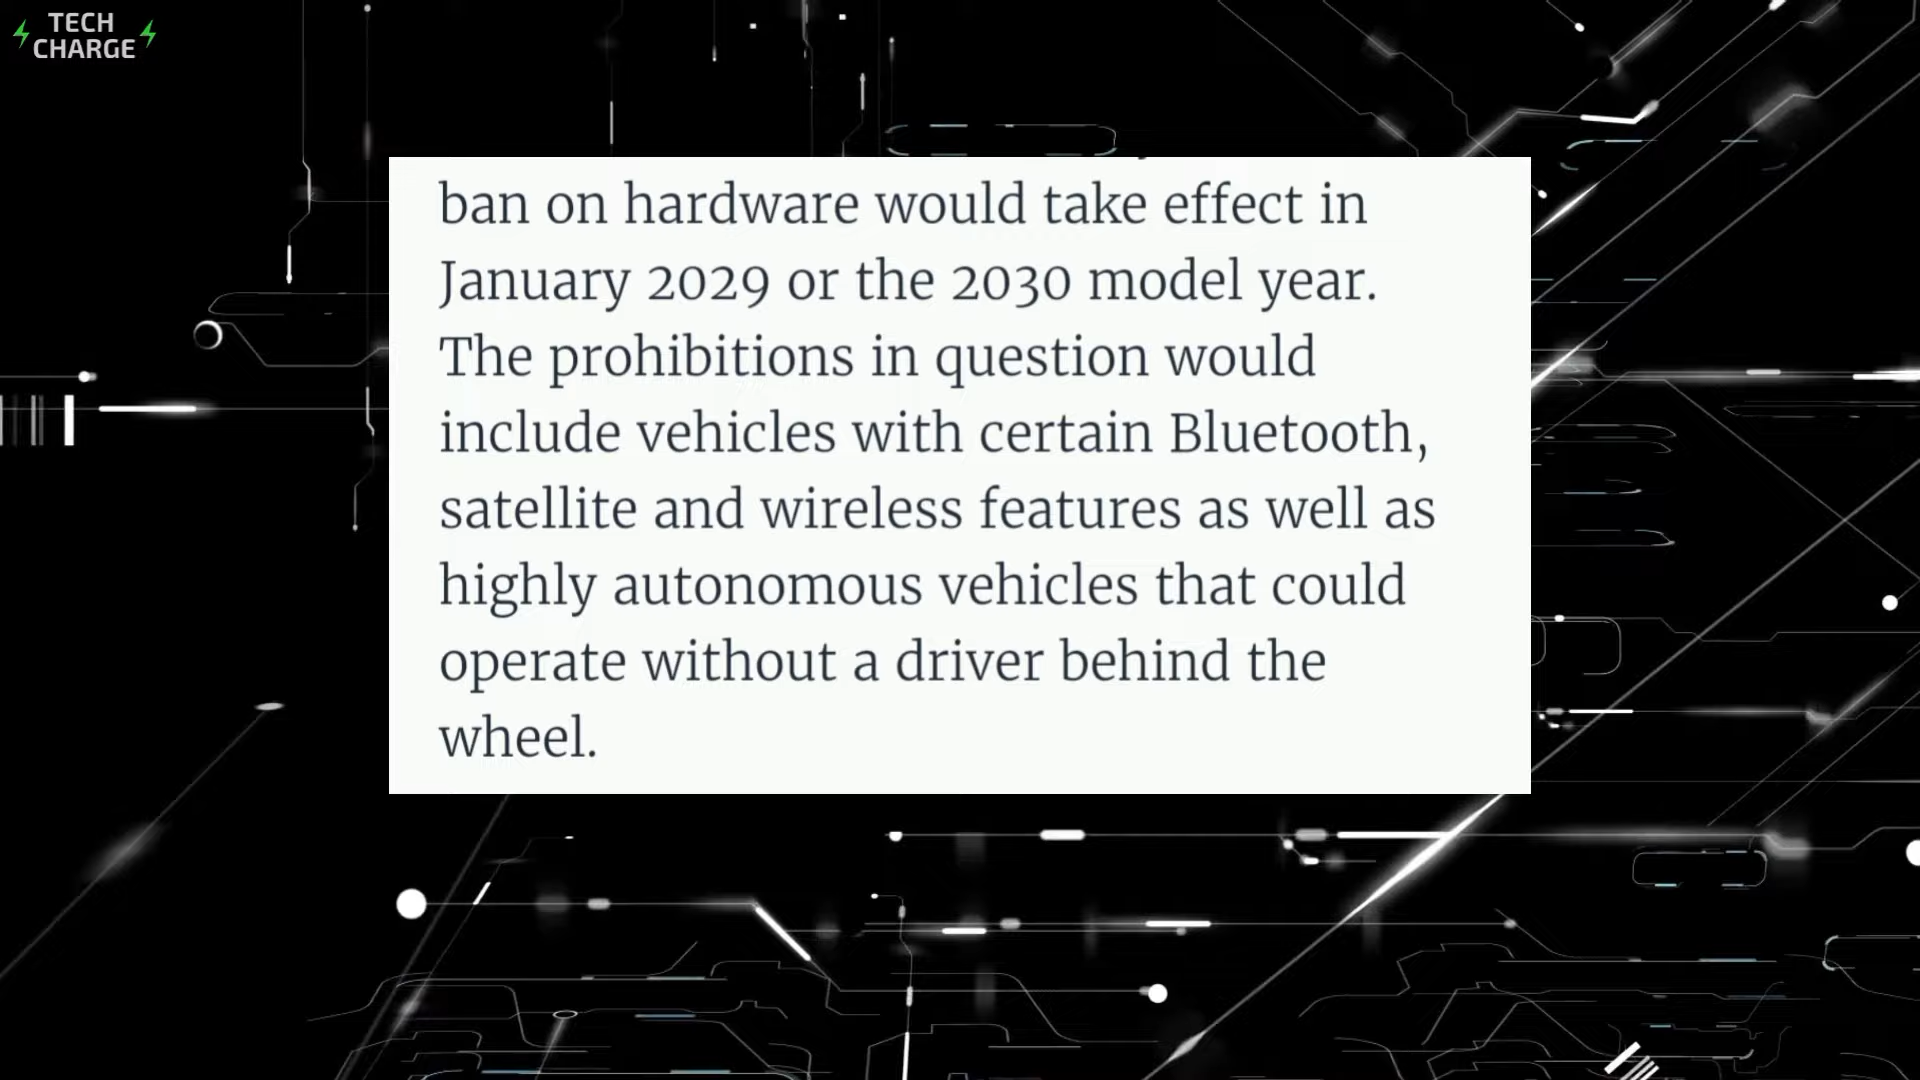 TECH
CHARGE
ban on hardware would take effect in
January 2029 or the 2030 model year.
The prohibitions in question would
include vehicles with certain Bluetooth,
satellite and wireless features as well as
highly autonomous vehicles that could
operate without a driver behind the
wheel.